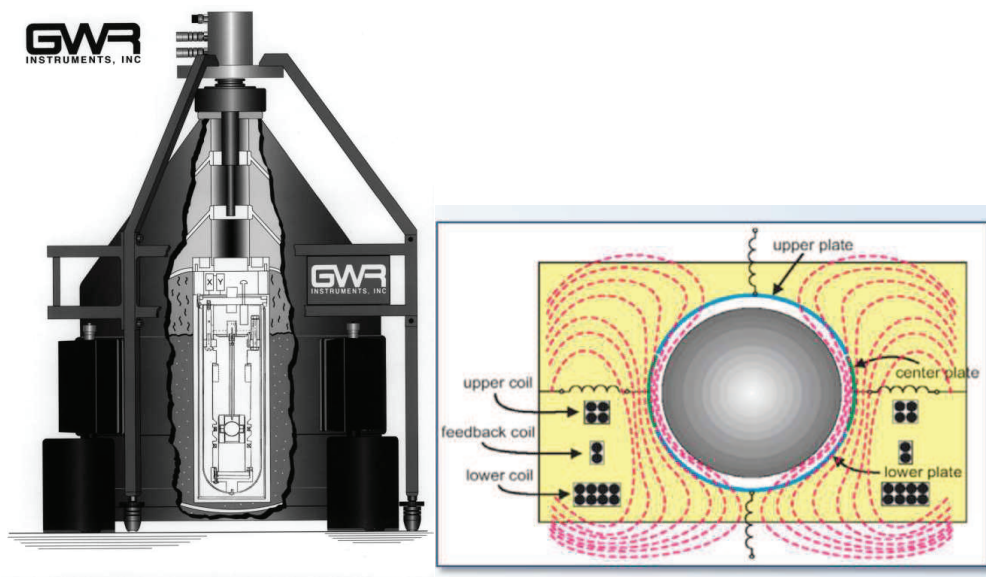 GWR
INSTRUMENTS, INC
X Y
GWR
INSTRUMENTS, INC
upper plate
center plate
upper coil
feedback coil
lower plate
lower coil